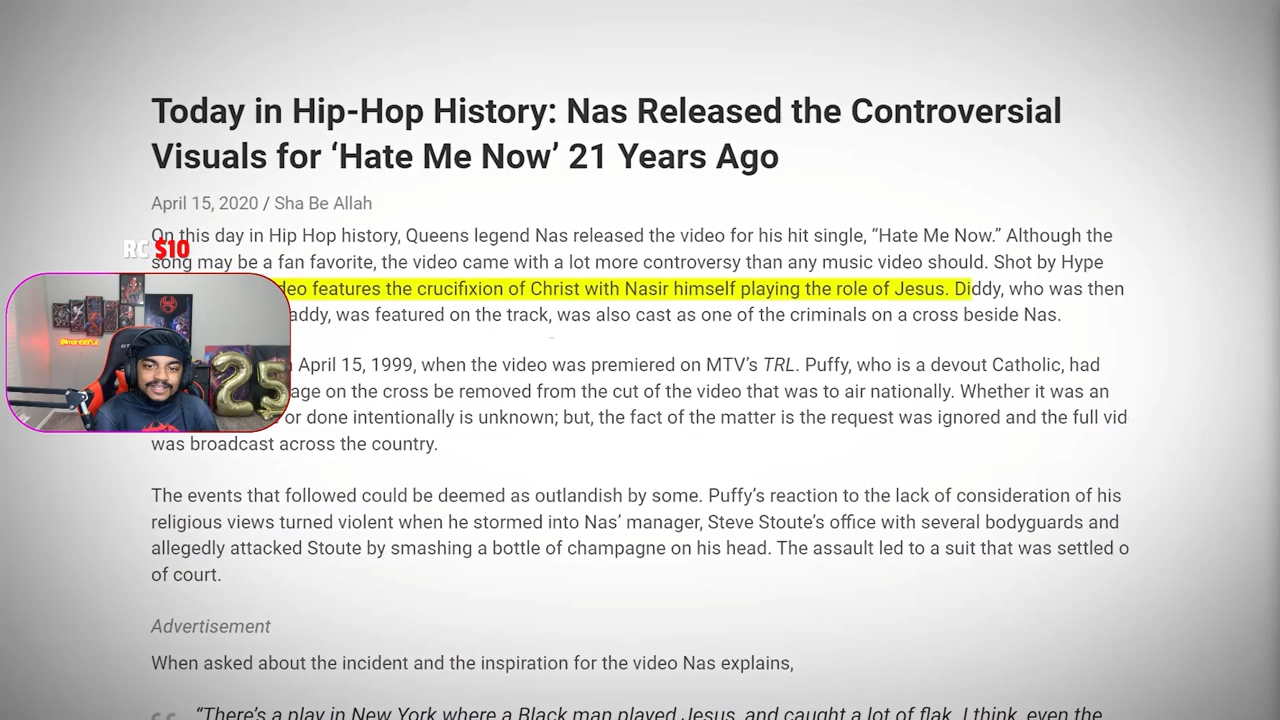 Today in Hip-Hop History: Nas Released the Controversial
Visuals for ‘Hate Me Now’ 21 Years Ago
April 15, 2020 / Sha Be Allah
On this day in Hip Hop history, Queens legend Nas released the video for his hit single, “Hate Me Now.” Although the
RC $10
song may be a fan favorite, the video came with a lot more controversy than any music video should. Shot by Hype
deo features the crucifixion of Christ with Nasir himself playing the role of Jesus. Diddy, who was then
addy, was featured on the track, was also cast as one of the criminals on a cross beside Nas.
April 15, 1999, when the video was premiered on MTV’s TRL. Puffy, who is a devout Catholic, had
age on the cross be removed from the cut of the video that was to air nationally. Whether it was an
or done intentionally is unknown; but, the fact of the matter is the request was ignored and the full vid
was broadcast across the country.
25
The events that followed could be deemed as outlandish by some. Puffy’s reaction to the lack of consideration of his
religious views turned violent when he stormed into Nas’ manager, Steve Stoute’s office with several bodyguards and
allegedly attacked Stoute by smashing a bottle of champagne on his head. The assault led to a suit that was settled o
of court.
Advertisement
When asked about the incident and the inspiration for the video Nas explains,
“There’s a play in New York where a Black man played Jesus, and caught a lot of flak. I think, even the